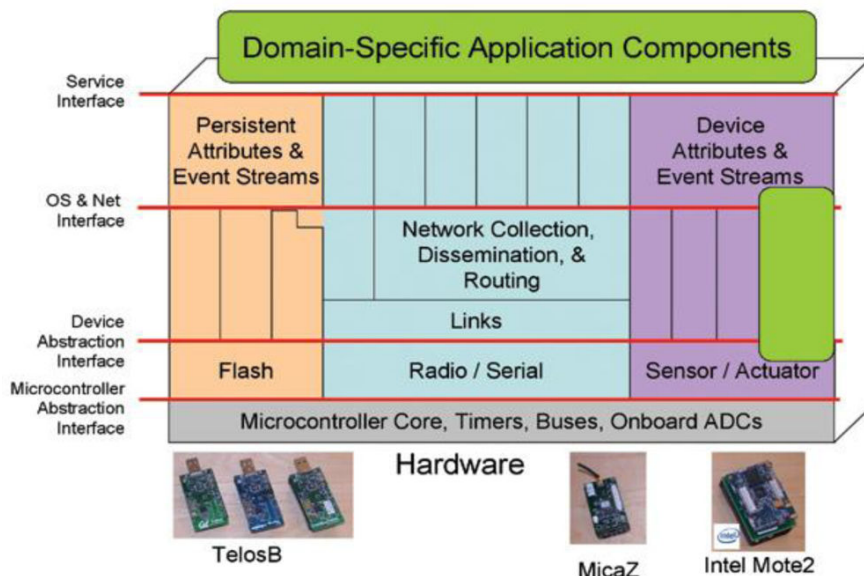 Domain-Specific Application Components
Service
Interface
Persistent
Attributes &
Event Streams
Device
Attributes &
Event Streams
OS & Net
Interface
Network Collection,
Dissemination, &
Routing
Links
Device
Abstraction
Interface
Flash
Radio / Serial
Sensor / Actuator
Microcontroller
Abstraction
Interface
Microcontroller Core, Timers, Buses, Onboard ADCs
Hardware
intel
TelosB
MicaZ
Intel Mote2